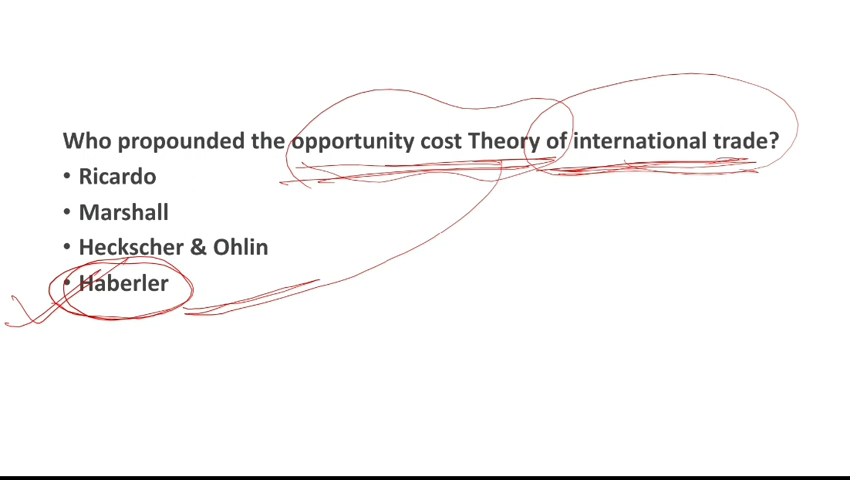 Who propounded the opportunity cost Theory of international trade?
• Ricardo
• Marshall
• Heckscher & Ohlin
• Haberler